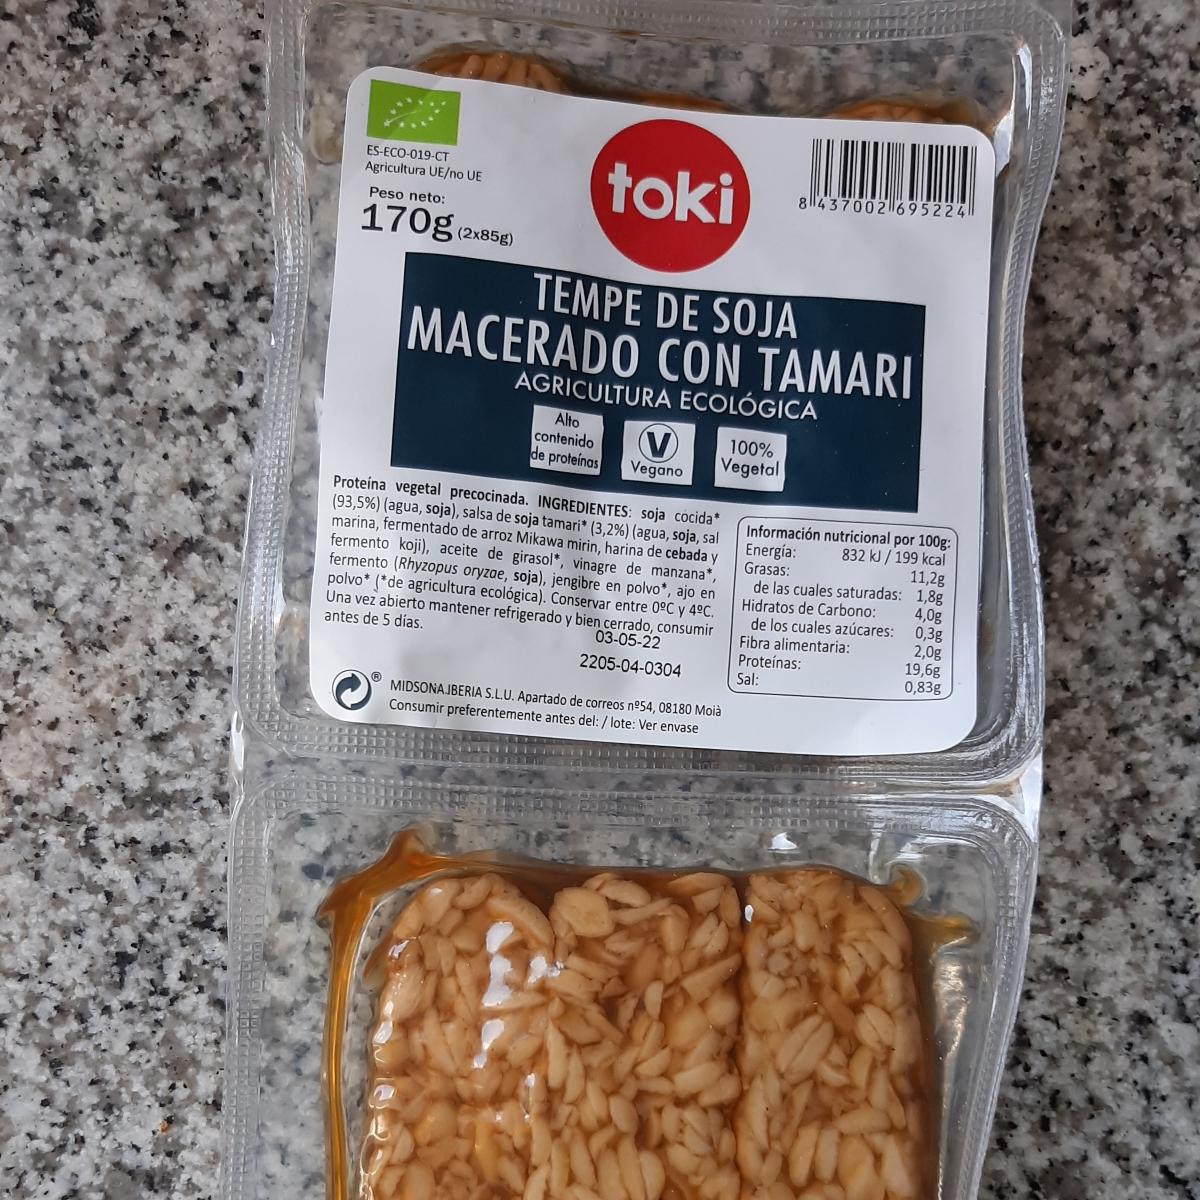 ES-ECO-019-CT
Agricultura UE/no UE
Peso neto:
170g (2x85g)
toki
8 437002 695224
TEMPE DE SOJA
MACERADO CON TAMARI
AGRICULTURA ECOLÓGICA
Alto
contenido
de proteínas
V
Vegano
100%
Vegetal
Proteína vegetal precocinada. INGREDIENTES: soja cocida*
(93,5%) (agua, soja), salsa de soja tamari* (3,2%) (agua, soja, sal
marina, fermentado de arroz Mikawa mirin, harina de cebada y
fermento koji), aceite de girasol*, vinagre de manzana*,
fermento (Rhyzopus oryzae, soja), jengibre en polvo*, ajo en
polvo* (*de agricultura ecológica). Conservar entre 0ºC y 4ºC.
Una vez abierto mantener refrigerado y bien cerrado, consumir
antes de 5 días.
03-05-22
2205-04-0304
Información nutricional por 100g:
Energía: 832 kJ / 199 kcal
Grasas: 11,2g
de las cuales saturadas: 1,8g
Hidratos de Carbono: 4,0g
de los cuales azúcares: 0,3g
Fibra alimentaria: 2,0g
Proteínas: 19,6g
Sal: 0,83g
®
MIDSONA IBERIA S.L.U. Apartado de correos nº54, 08180 Moià
Consumir preferentemente antes del: / lote: Ver envase